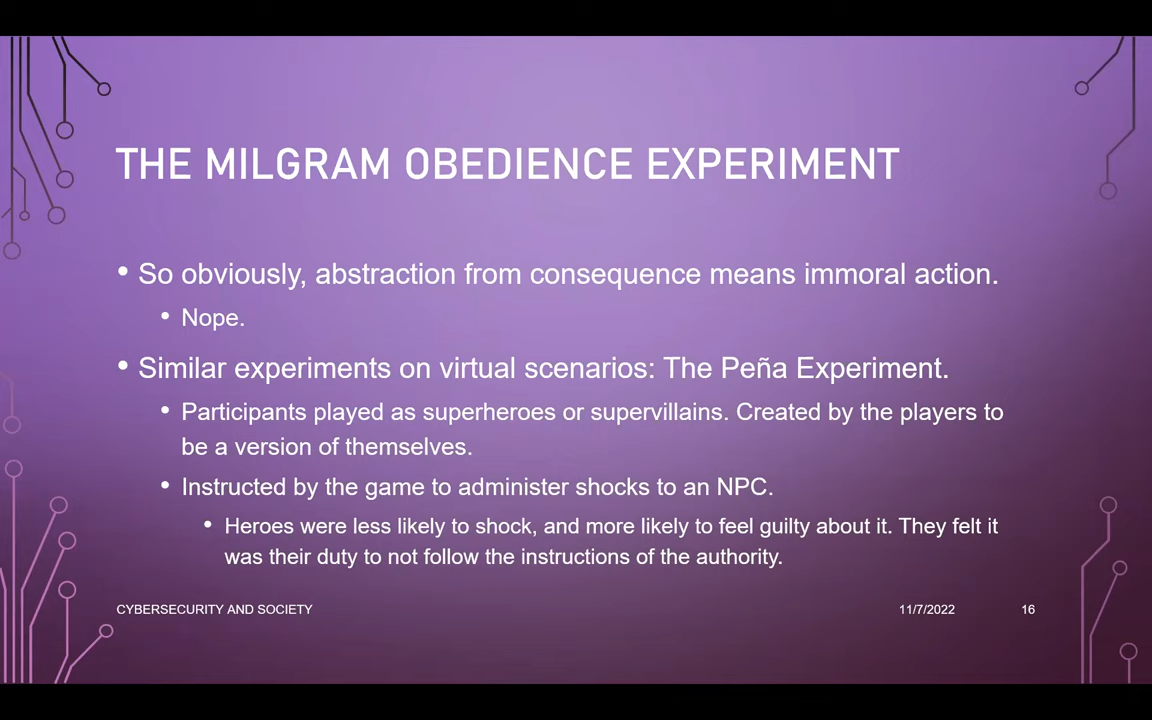 THE MILGRAM OBEDIENCE EXPERIMENT
• So obviously, abstraction from consequence means immoral action.
• Nope.
• Similar experiments on virtual scenarios: The Peña Experiment.
• Participants played as superheroes or supervillains. Created by the players to
be a version of themselves.
• Instructed by the game to administer shocks to an NPC.
• Heroes were less likely to shock, and more likely to feel guilty about it. They felt it
was their duty to not follow the instructions of the authority.
CYBERSECURITY AND SOCIETY 11/7/2022 16